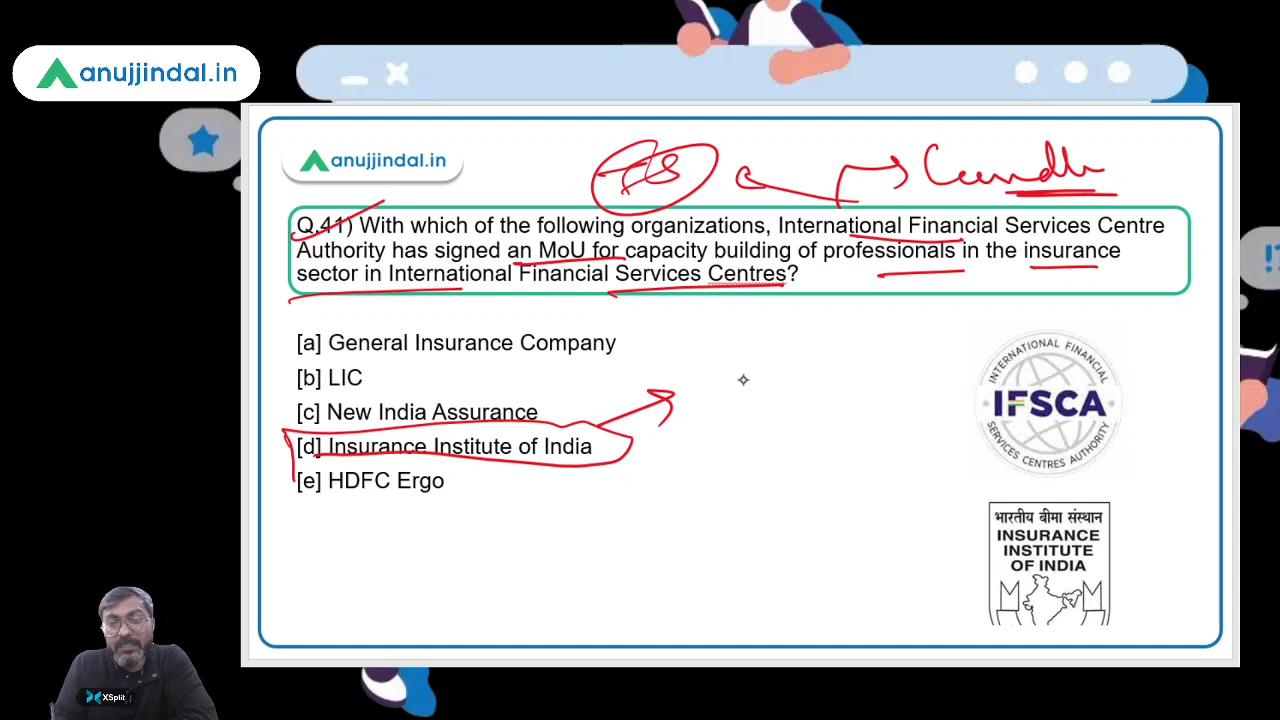 anujjindal.in
anujjindal.in
Q.41) With which of the following organizations, International Financial Services Centre
Authority has signed an MoU for capacity building of professionals in the insurance
sector in International Financial Services Centres?
[a] General Insurance Company
[b] LIC
[c] New India Assurance
[d] Insurance Institute of India
[e] HDFC Ergo
INTERNATIONAL FINANCIAL
IFSCA
SERVICES CENTRES AUTHORITY
भारतीय बीमा संस्थान
INSURANCE
INSTITUTE
OF INDIA
XSplit